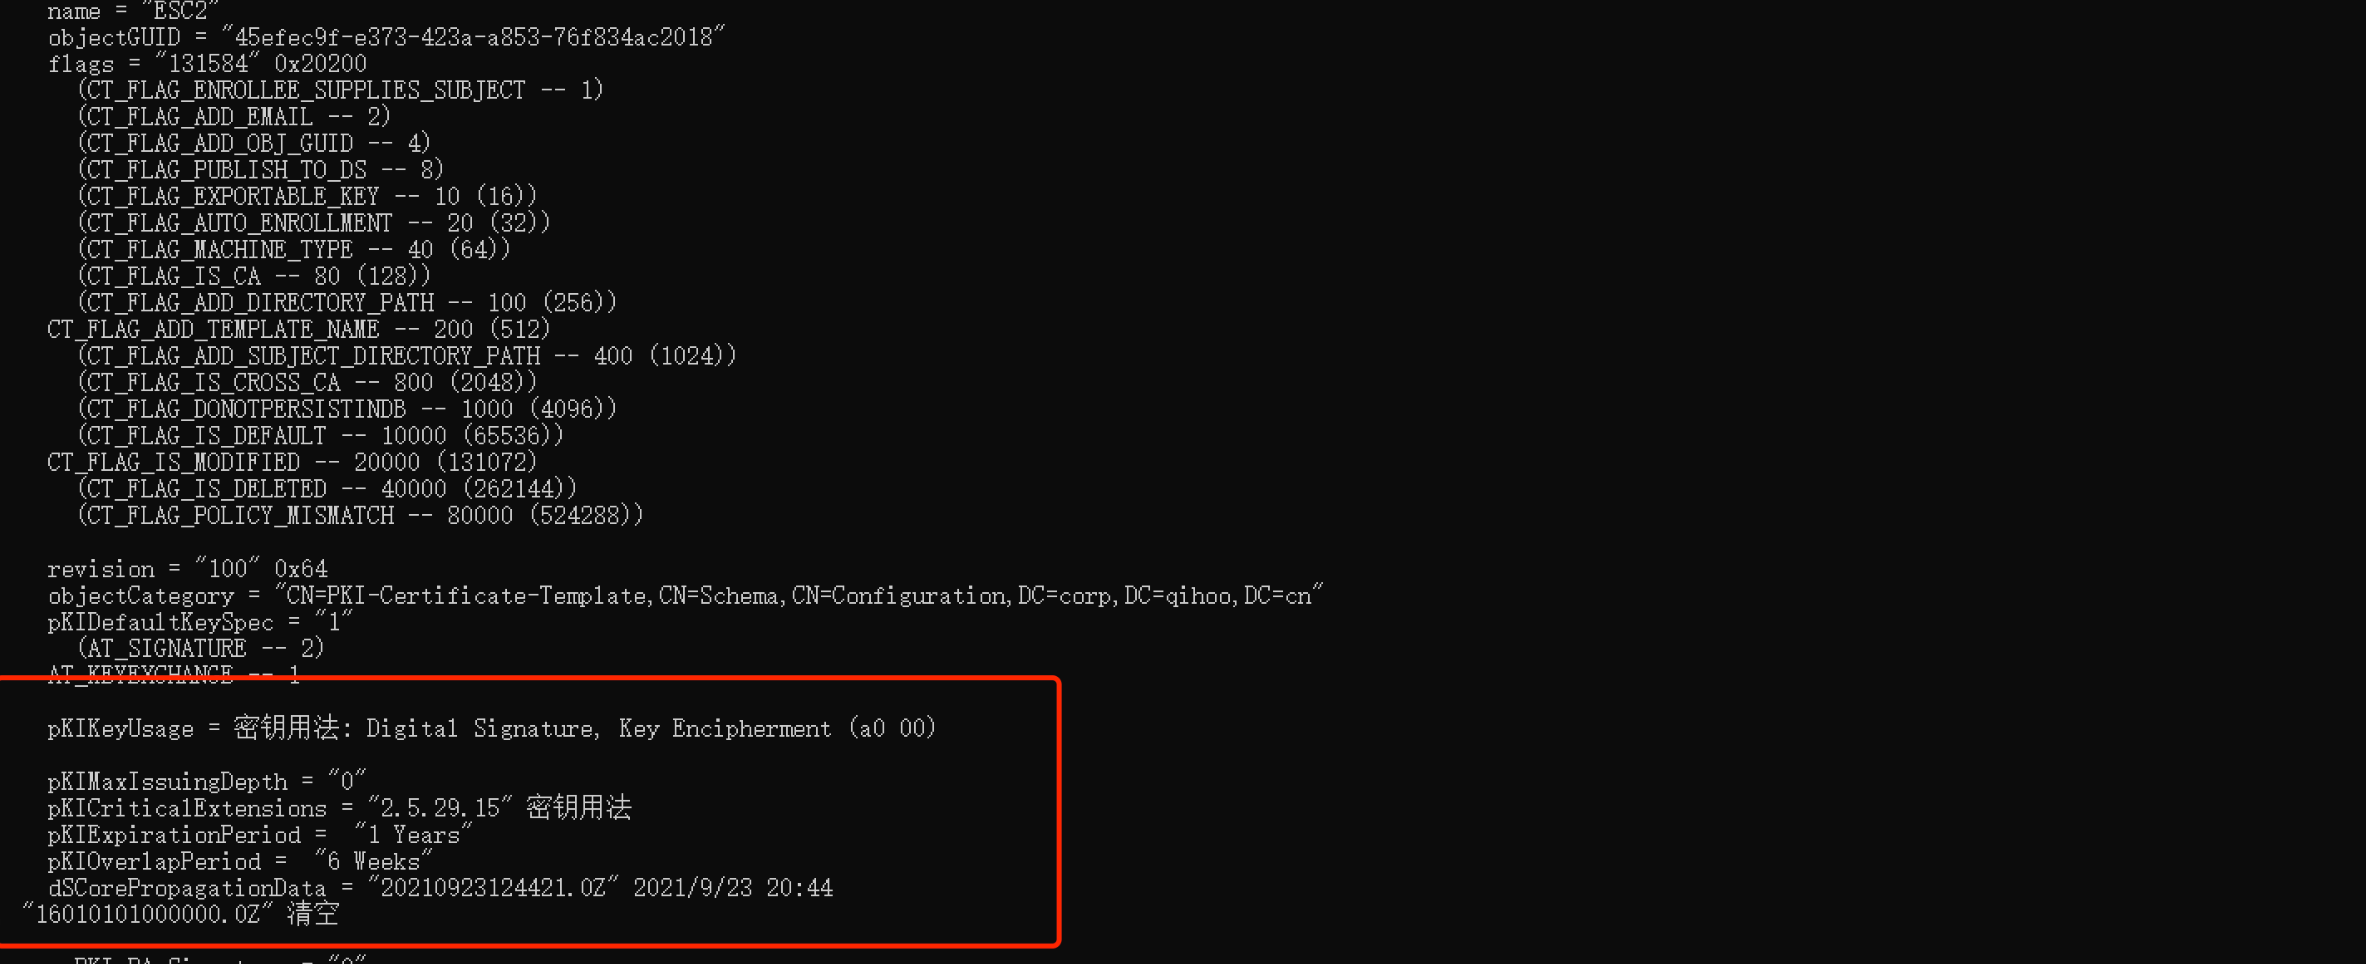 name = "ESC2"
objectGUID = "45efec9f-e373-423a-a853-76f834ac2018"
flags = "131584" 0x20200
(CT_FLAG_ENROLLEE_SUPPLIES_SUBJECT -- 1)
(CT_FLAG_ADD_EMAIL -- 2)
(CT_FLAG_ADD_OBJ_GUID -- 4)
(CT_FLAG_PUBLISH_TO_DS -- 8)
(CT_FLAG_EXPORTABLE_KEY -- 10 (16))
(CT_FLAG_AUTO_ENROLLMENT -- 20 (32))
(CT_FLAG_MACHINE_TYPE -- 40 (64))
(CT_FLAG_IS_CA -- 80 (128))
(CT_FLAG_ADD_DIRECTORY_PATH -- 100 (256))
CT_FLAG_ADD_TEMPLATE_NAME -- 200 (512)
(CT_FLAG_ADD_SUBJECT_DIRECTORY_PATH -- 400 (1024))
(CT_FLAG_IS_CROSS_CA -- 800 (2048))
(CT_FLAG_DONOTPERSISTINDB -- 1000 (4096))
(CT_FLAG_IS_DEFAULT -- 10000 (65536))
CT_FLAG_IS_MODIFIED -- 20000 (131072)
(CT_FLAG_IS_DELETED -- 40000 (262144))
(CT_FLAG_POLICY_MISMATCH -- 80000 (524288))
revision = "100" 0x64
objectCategory = "CN=PKI-Certificate-Template,CN=Schema,CN=Configuration,DC=corp,DC=qihoo,DC=cn"
pKIDefaultKeySpec = "1"
(AT_SIGNATURE -- 2)
AT_KEYEXCHANGE -- 1
pKIKeyUsage = 密钥用法: Digital Signature, Key Encipherment (a0 00)
pKIMaxIssuingDepth = "0"
pKICriticalExtensions = "2.5.29.15" 密钥用法
pKIExpirationPeriod =  "1 Years"
pKIOverlapPeriod =  "6 Weeks"
dSCorePropagationData = "20210923124421.0Z" 2021/9/23 20:44
"16010101000000.0Z" 清空